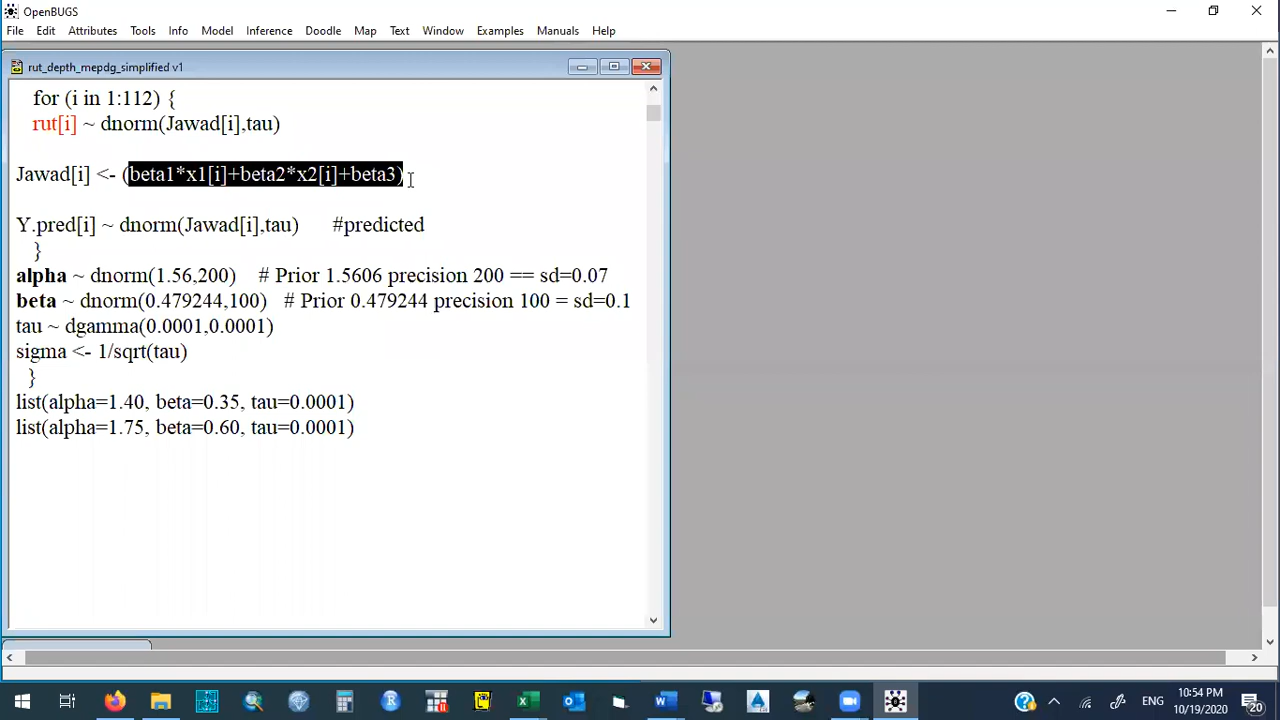 OpenBUGS
File Edit Attributes Tools Info Model Inference Doodle Map Text Window Examples Manuals Help
rut_depth_mepdg_simplified v1
for (i in 1:112) {
rut[i] ~ dnorm(Jawad[i],tau)
Jawad[i] <- (beta1*x1[i]+beta2*x2[i]+beta3)
Y.pred[i] ~ dnorm(Jawad[i],tau) #predicted
}
alpha ~ dnorm(1.56,200) # Prior 1.5606 precision 200 == sd=0.07
beta ~ dnorm(0.479244,100) # Prior 0.479244 precision 100 = sd=0.1
tau ~ dgamma(0.0001,0.0001)
sigma <- 1/sqrt(tau)
}
list(alpha=1.40, beta=0.35, tau=0.0001)
list(alpha=1.75, beta=0.60, tau=0.0001)
ENG
10:54 PM
10/19/2020
20